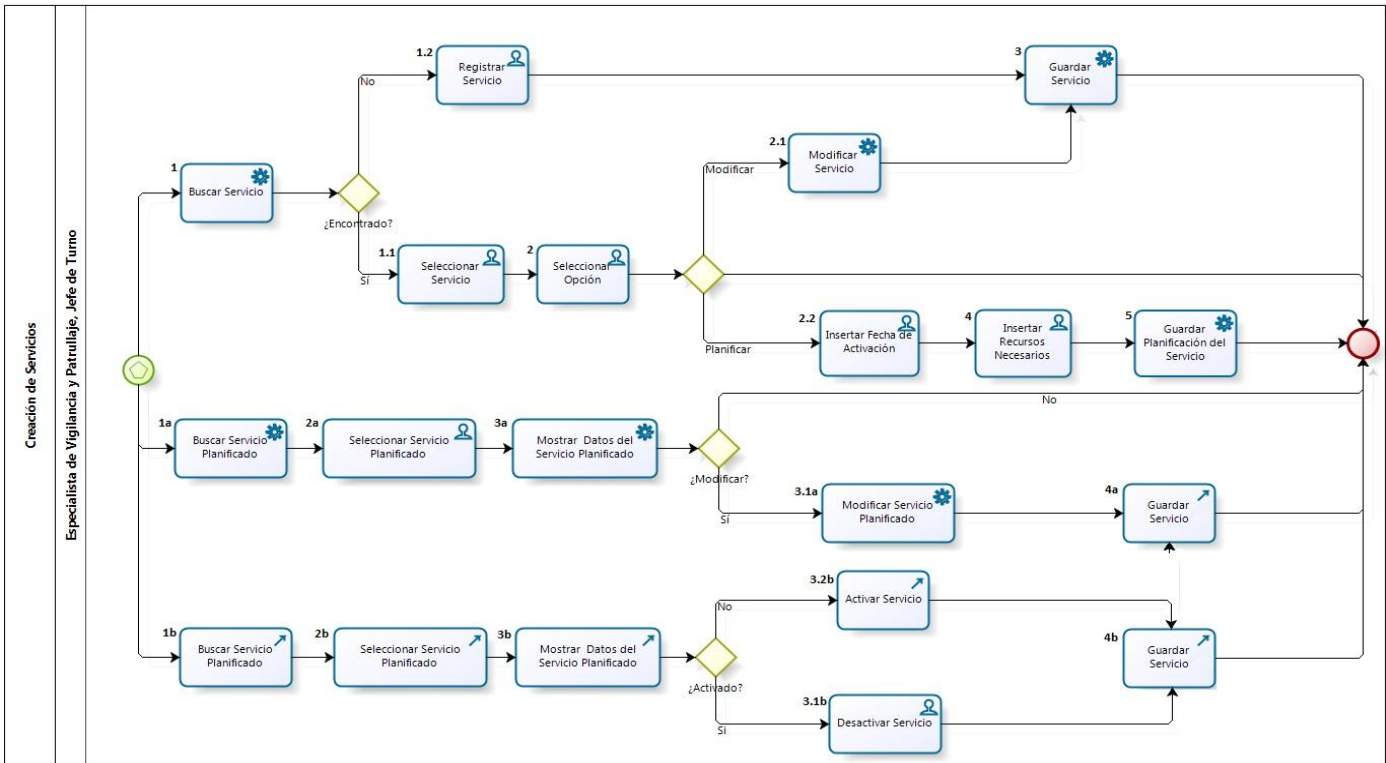 Creación de Servicios
Especialista de Vigilancia y Patrullaje, Jefe de Turno
1.2
Registrar
Servicio
No
3
Guardar
Servicio
1
Buscar Servicio
¿Encontrado?
2.1
Modificar
Servicio
Modificar
Sí
1.1
Seleccionar
Servicio
2
Seleccionar
Opción
Planificar
2.2
Insertar Fecha de
Activación
4
Insertar
Recursos
Necesarios
5
Guardar
Planificación del
Servicio
1a
Buscar Servicio
Planificado
2a
Seleccionar Servicio
Planificado
3a
Mostrar Datos del
Servicio Planificado
¿Modificar?
No
Sí
3.1a
Modificar Servicio
Planificado
4a
Guardar
Servicio
1b
Buscar Servicio
Planificado
2b
Seleccionar Servicio
Planificado
3b
Mostrar Datos del
Servicio Planificado
¿Activado?
No
3.2b
Activar Servicio
Sí
3.1b
Desactivar Servicio
4b
Guardar
Servicio